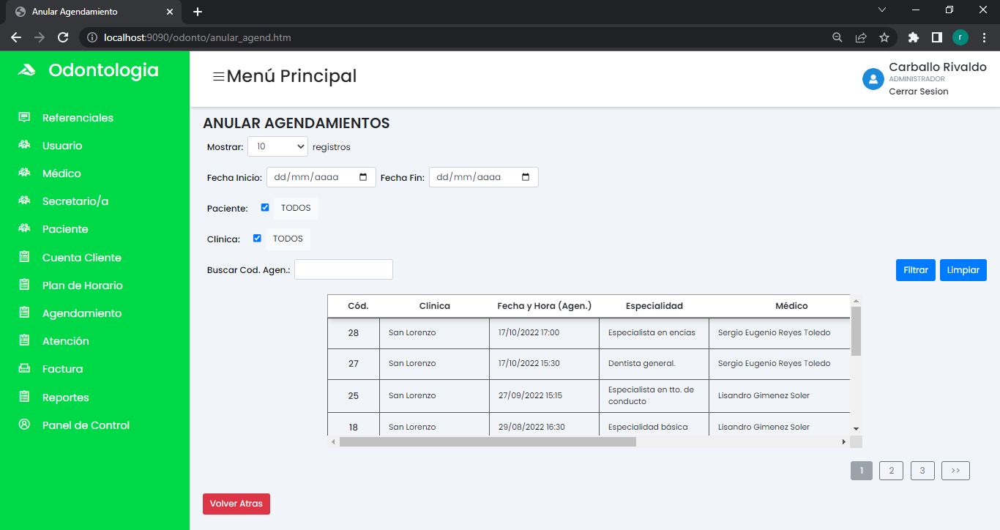 Anular Agendamiento
localhost:9090/odonto/anular_agend.htm
r
Odontologia
Referenciales
Usuario
Médico
Secretario/a
Paciente
Cuenta Cliente
Plan de Horario
Agendamiento
Atención
Factura
Reportes
Panel de Control
Menú Principal
Carballo Rivaldo
ADMINISTRADOR
Cerrar Sesion
ANULAR AGENDAMIENTOS
Mostrar: 10 registros
Fecha Inicio: dd/mm/aaaa Fecha Fin: dd/mm/aaaa
Paciente: TODOS
Clinica: TODOS
Buscar Cod. Agen.: Filtrar Limpiar
Cód. Clinica Fecha y Hora (Agen.) Especialidad Médico
28 San Lorenzo 17/10/2022 17:00 Especialista en encías Sergio Eugenio Reyes Toledo
27 San Lorenzo 17/10/2022 15:30 Dentista general. Sergio Eugenio Reyes Toledo
25 San Lorenzo 27/09/2022 15:15 Especialista en tto. de conducto Lisandro Gimenez Soler
18 San Lorenzo 29/08/2022 16:30 Especialidad básica Lisandro Gimenez Soler
1 2 3 >>
Volver Atras